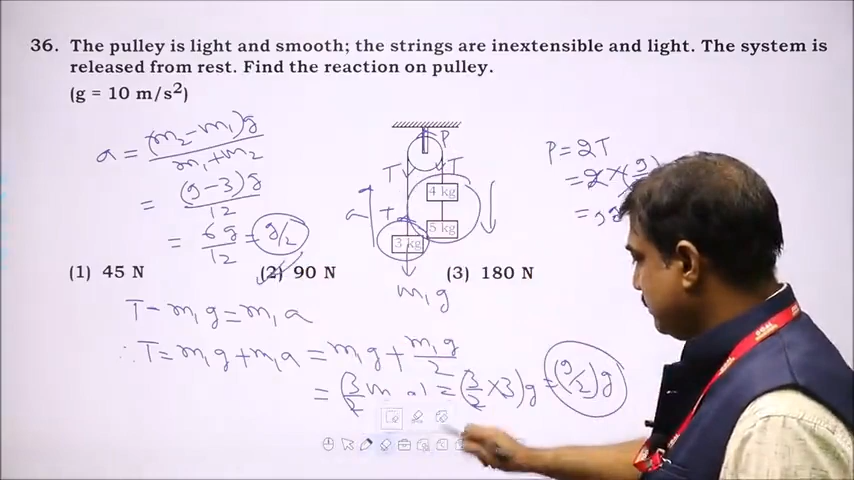 36. The pulley is light and smooth; the strings are inextensible and light. The system is
released from rest. Find the reaction on pulley.
(g = 10 m/s²)
a = (m₂ - m₁)g / m₁ + m₂
= (9 - 3)g / 12
= 6g / 12 = g/2
P
T T
4 kg
5 kg
3 kg
a
m₁g
P = 2T
(1) 45 N (2) 90 N (3) 180 N
T - m₁g = m₁a
∴ T = m₁g + m₁a = m₁g + m₁g / 2
= (3/2 m = (3/2 × 3)g = (9/2)g